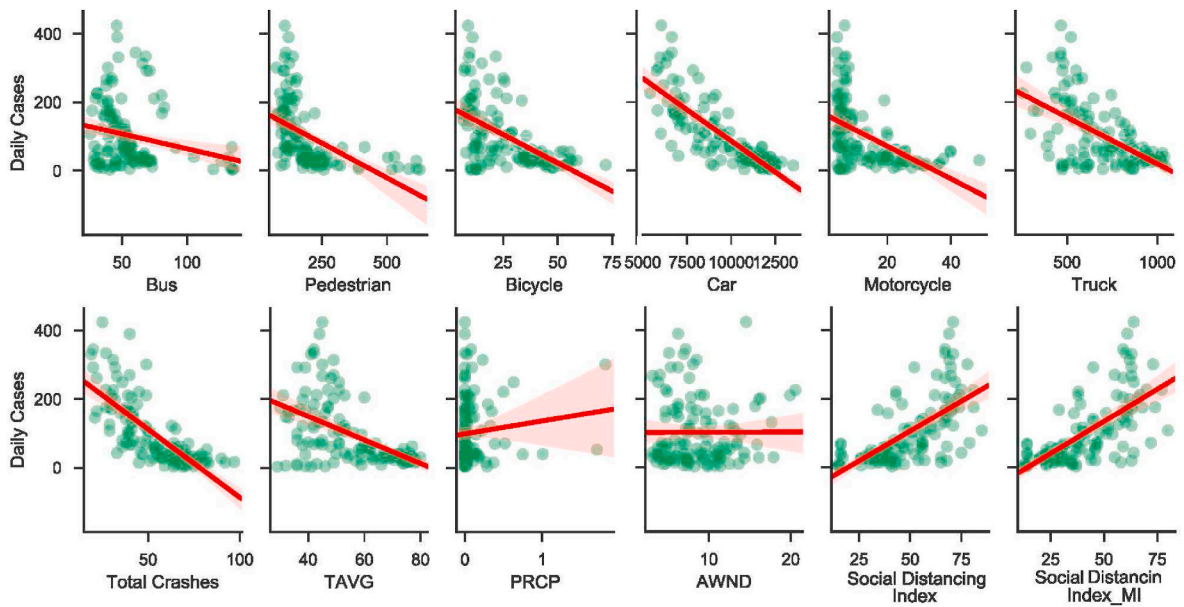 400
200
0
Daily Cases
50 100
250 500
25 50 75
5000 7500 10000 12500
20 40
500 1000
Bus
Pedestrian
Bicycle
Car
Motorcycle
Truck
400
200
0
Daily Cases
50 100
40 60 80
0 1
0 10 20
25 50 75
25 50 75
Total Crashes
TAVG
PRCP
AWND
Social Distancing
Index
Social Distancin
Index_MI